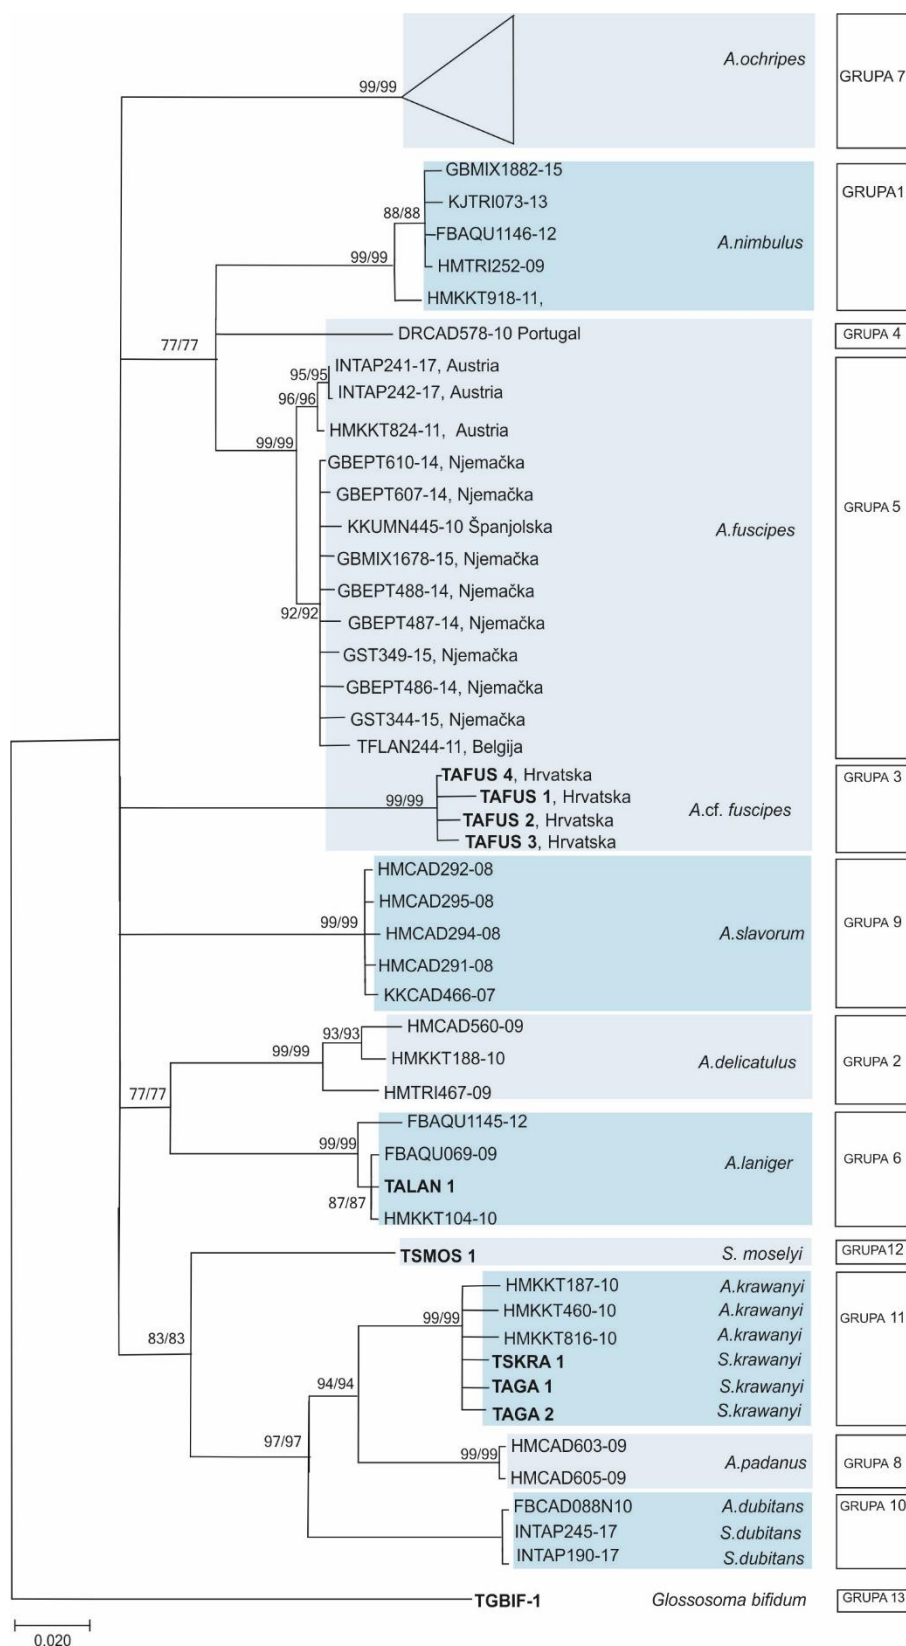 A.ochripes
GRUPA 7
99/99
GBMIX1882-15
GRUPA1
KJTRI073-13
88/88
FBAQU1146-12
A.nimbulus
99/99
HMTRI252-09
HMKKT918-11,
DRCAD578-10 Portugal
GRUPA 4
77/77
INTAP241-17, Austria
95/95
INTAP242-17, Austria
96/96
HMKKT824-11, Austria
99/99
GBEPT610-14, Njemačka
GBEPT607-14, Njemačka
GRUPA 5
KKUMN445-10 Španjolska
A.fuscipes
GBMIX1678-15, Njemačka
GBEPT488-14, Njemačka
92/92
GBEPT487-14, Njemačka
GST349-15, Njemačka
GBEPT486-14, Njemačka
GST344-15, Njemačka
TFLAN244-11, Belgija
TAFUS 4, Hrvatska
GRUPA 3
99/99
TAFUS 1, Hrvatska
A.cf. fuscipes
TAFUS 2, Hrvatska
TAFUS 3, Hrvatska
HMCAD292-08
HMCAD295-08
99/99
HMCAD294-08
A.slavorum
GRUPA 9
HMCAD291-08
KKCAD466-07
HMCAD560-09
93/93
99/99
HMKKT188-10
A.delicatulus
GRUPA 2
77/77
HMTRI467-09
FBAQU1145-12
99/99
FBAQU069-09
A.laniger
GRUPA 6
TALAN 1
87/87
HMKKT104-10
TSMOS 1
S. moselyi
GRUPA12
HMKKT187-10 A.krawanyi
HMKKT460-10 A.krawanyi
99/99
GRUPA 11
HMKKT816-10 A.krawanyi
83/83
TSKRA 1 S.krawanyi
94/94
TAGA 1 S.krawanyi
TAGA 2 S.krawanyi
97/97
HMCAD603-09
99/99
A.padanus
GRUPA 8
HMCAD605-09
FBCAD088N10 A.dubitans
GRUPA 10
INTAP245-17 S.dubitans
INTAP190-17 S.dubitans
TGBIF-1
Glossosoma bifidum
GRUPA 13
0.020